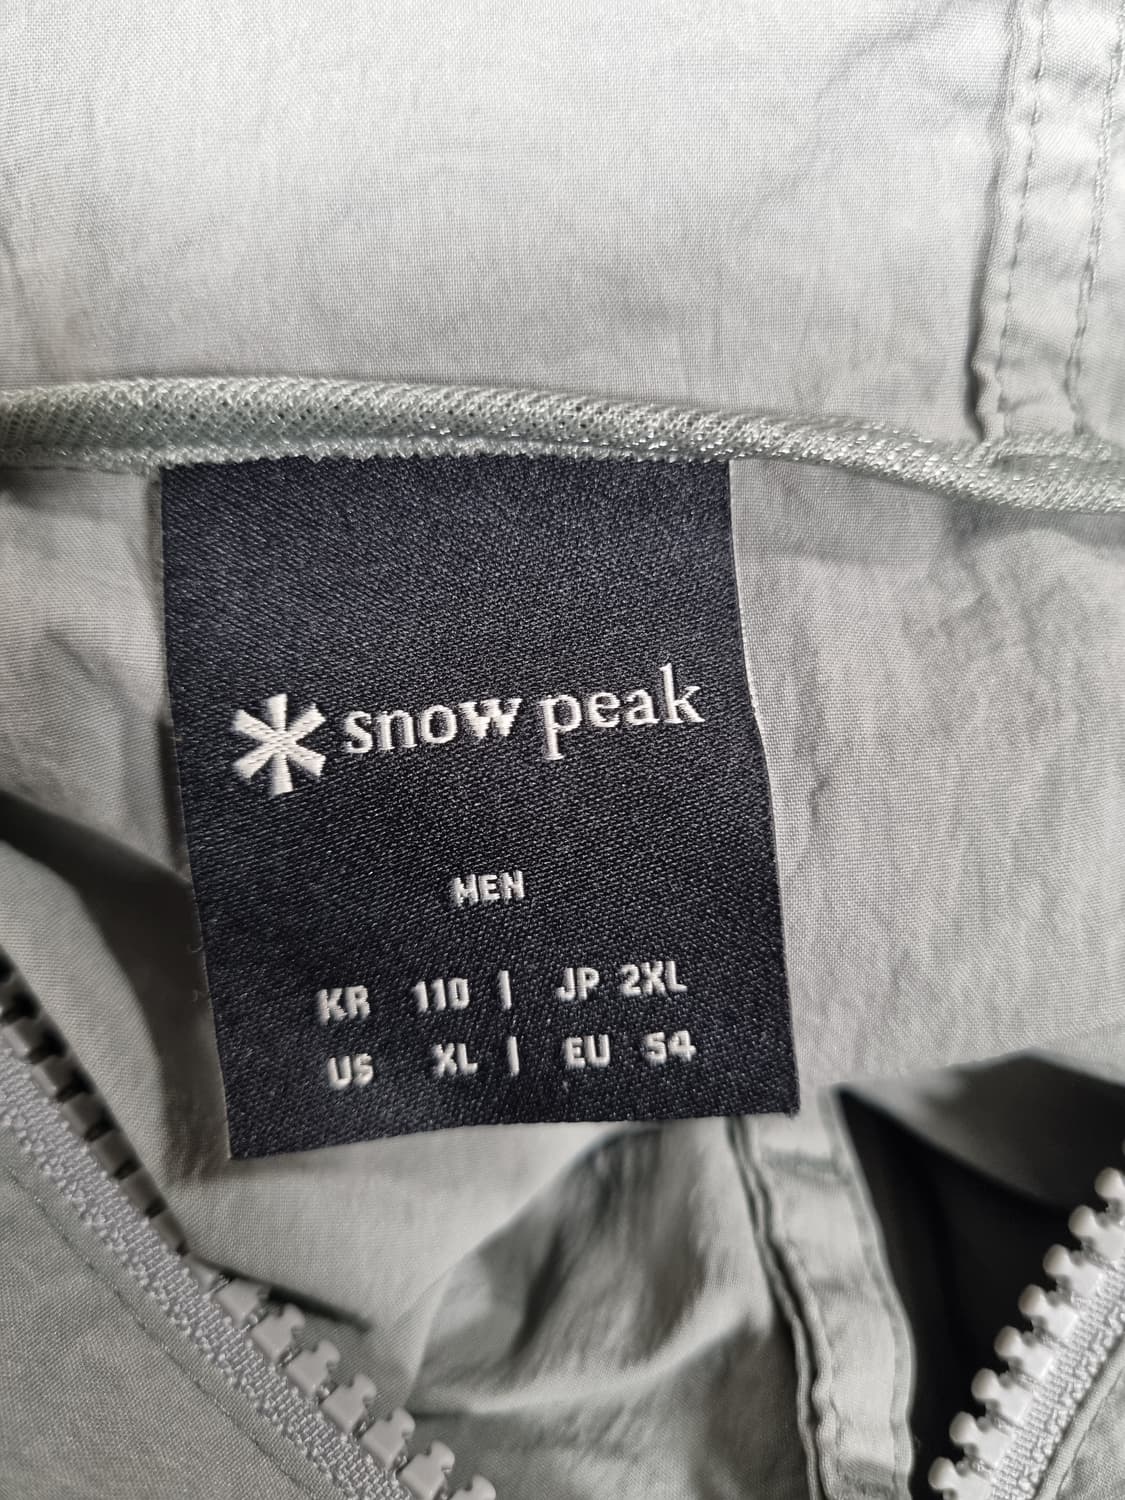 snow peak
MEN
KR 110 | JP 2XL
US XL | EU 54